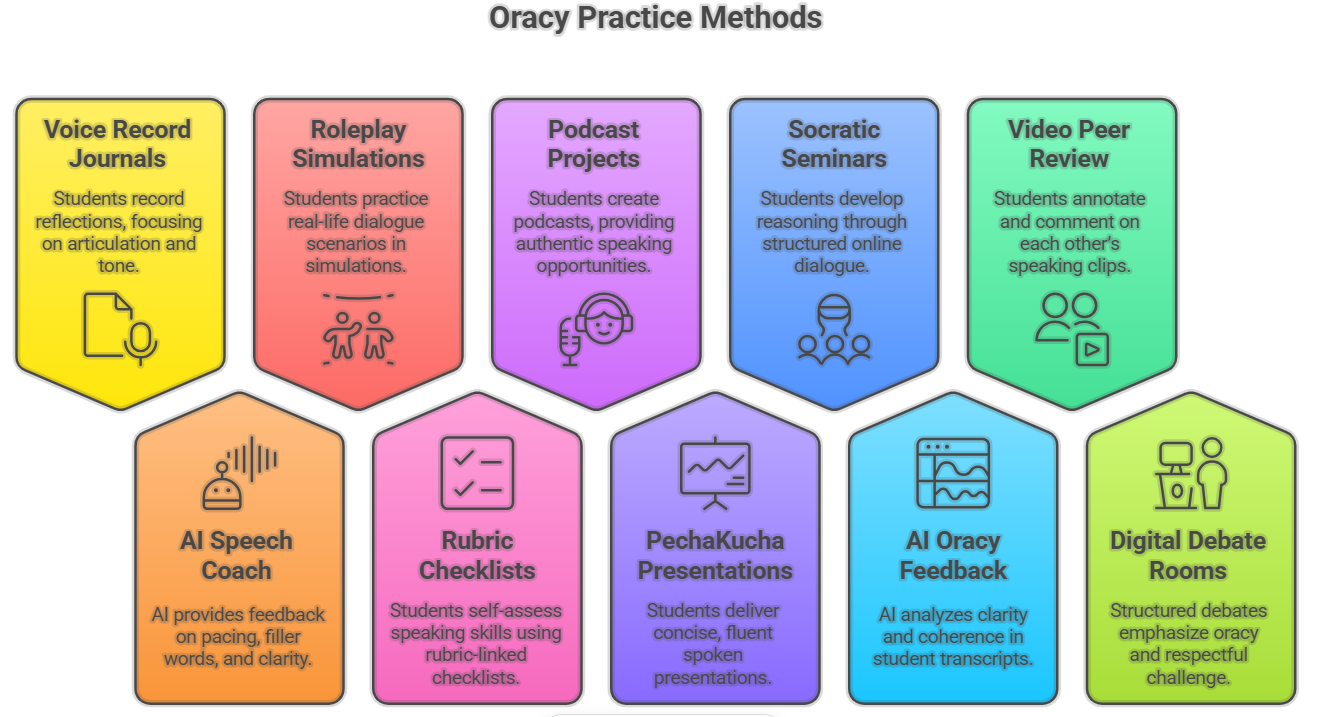 Oracy Practice Methods
Voice Record
Journals
Students record
reflections, focusing
on articulation and
tone.
Roleplay
Simulations
Students practice
real-life dialogue
scenarios in
simulations.
Podcast
Projects
Students create
podcasts, providing
authentic speaking
opportunities.
Socratic
Seminars
Students develop
reasoning through
structured online
dialogue.
Video Peer
Review
Students annotate
and comment on
each other's
speaking clips.
AI Speech
Coach
AI provides feedback
on pacing, filler
words, and clarity.
Rubric
Checklists
Students self-assess
speaking skills using
rubric-linked
checklists.
PechaKucha
Presentations
Students deliver
concise, fluent
spoken
presentations.
AI Oracy
Feedback
AI analyzes clarity
and coherence in
student transcripts.
Digital Debate
Rooms
Structured debates
emphasize oracy
and respectful
challenge.